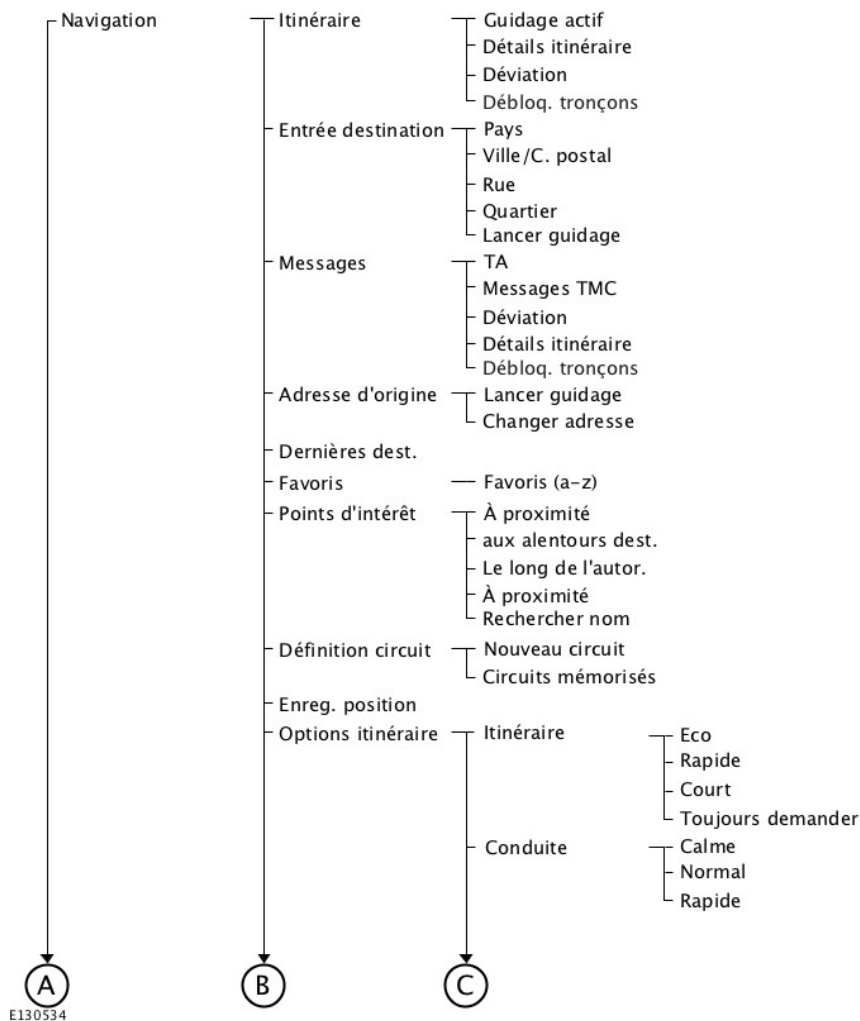 Navigation
Itinéraire
Guidage actif
Détails itinéraire
Déviation
Débloq. tronçons
Entrée destination
Pays
Ville/C. postal
Rue
Quartier
Lancer guidage
Messages
TA
Messages TMC
Déviation
Détails itinéraire
Débloq. tronçons
Adresse d'origine
Lancer guidage
Changer adresse
Dernières dest.
Favoris
Favoris (a-z)
Points d'intérêt
À proximité
aux alentours dest.
Le long de l'autor.
À proximité
Rechercher nom
Définition circuit
Nouveau circuit
Circuits mémorisés
Enreg. position
Options itinéraire
Itinéraire
Eco
Rapide
Court
Toujours demander
Conduite
Calme
Normal
Rapide
A
B
C
E130534